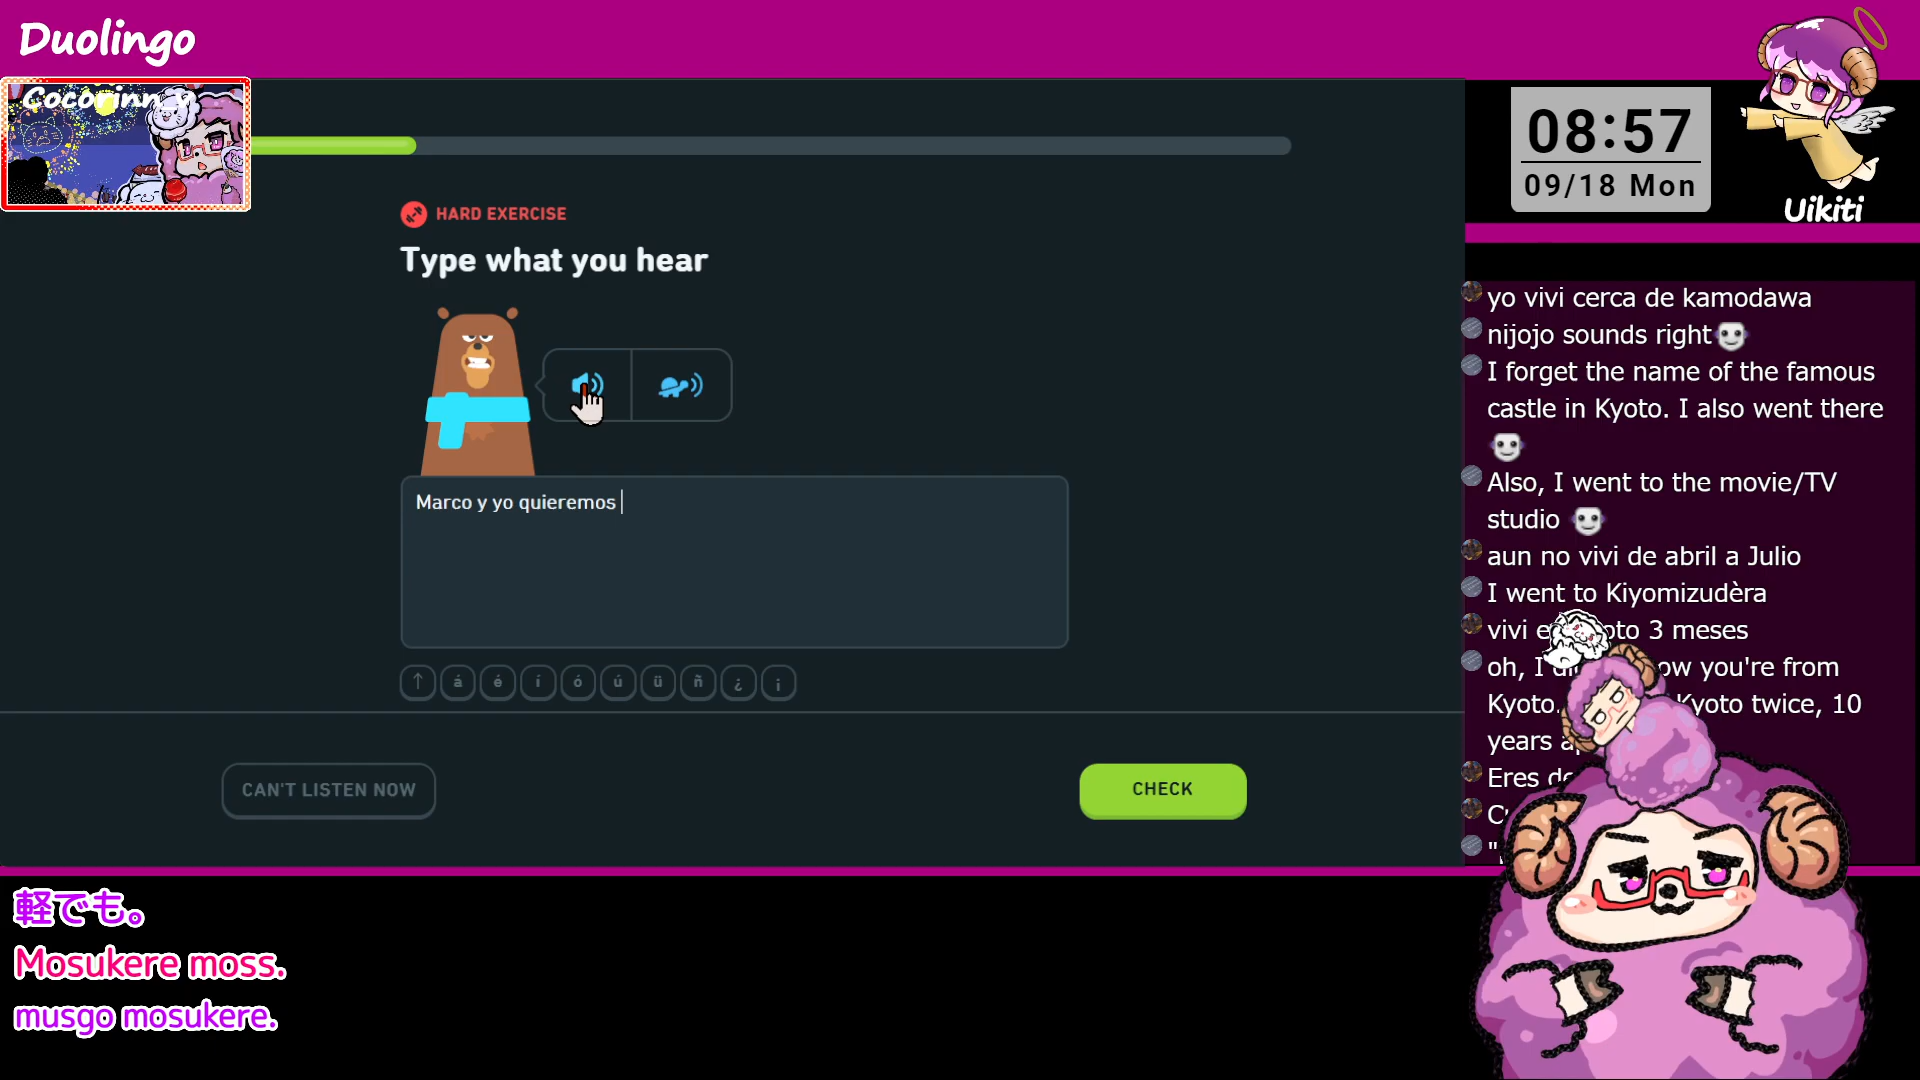 Duolingo
Cocorinn_v
HARD EXERCISE
Type what you hear
Marco y yo quieremos
↑ á é í ó ú ü ñ ¿ ¡
CAN'T LISTEN NOW
CHECK
08:57
09/18 Mon
Uikiti
yo vivi cerca de kamodawa
nijojo sounds right
I forget the name of the famous
castle in Kyoto. I also went there
Also, I went to the movie/TV
studio
aun no vivi de abril a Julio
I went to Kiyomizudèra
vivi 3 meses
oh, I you're from
Kyoto. Kyoto twice, 10
years
Eres
軽でも。
Mosukere moss.
musgo mosukere.